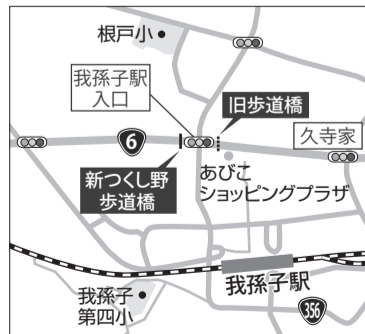 根戸小
我孫子駅
入口
旧歩道橋
6
久寺家
新つくし野
歩道橋
あびこ
ショッピングプラザ
我孫子駅
我孫子
第四小
356